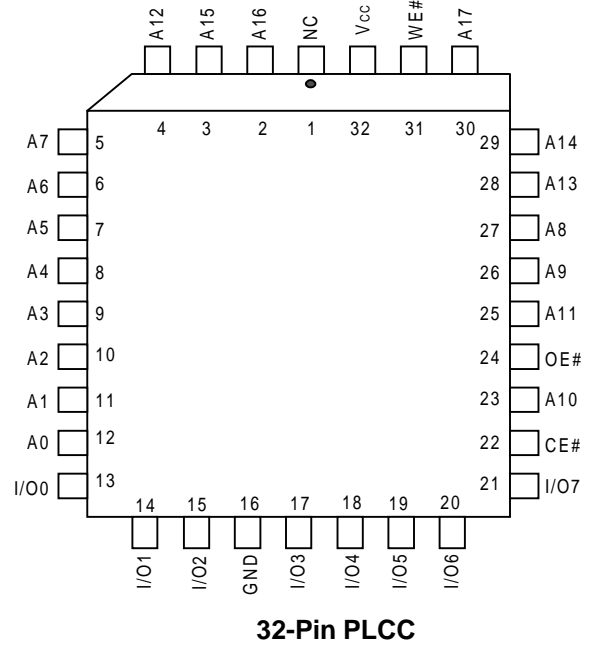 A12 A15 A16 NC Vcc WE# A17
4 3 2 1 32 31 30
A7 5 29 A14
A6 6 28 A13
A5 7 27 A8
A4 8 26 A9
A3 9 25 A11
A2 10 24 OE#
A1 11 23 A10
A0 12 22 CE#
I/O0 13 21 I/O7
14 15 16 17 18 19 20
I/O1 I/O2 GND I/O3 I/O4 I/O5 I/O6
32-Pin PLCC